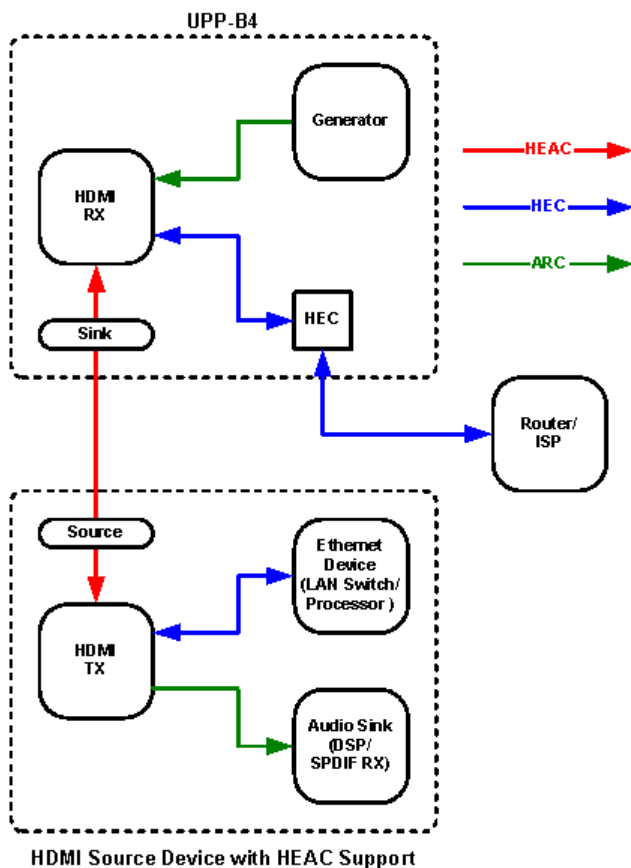 UPP-B4
Generator
HEAC
HDMI
RX
HEC
ARC
HEC
Sink
Router/
ISP
Source
Ethernet
Device
(LAN Switch/
Processor )
HDMI
TX
Audio Sink
(DSP/
SPDIF RX)
HDMI Source Device with HEAC Support